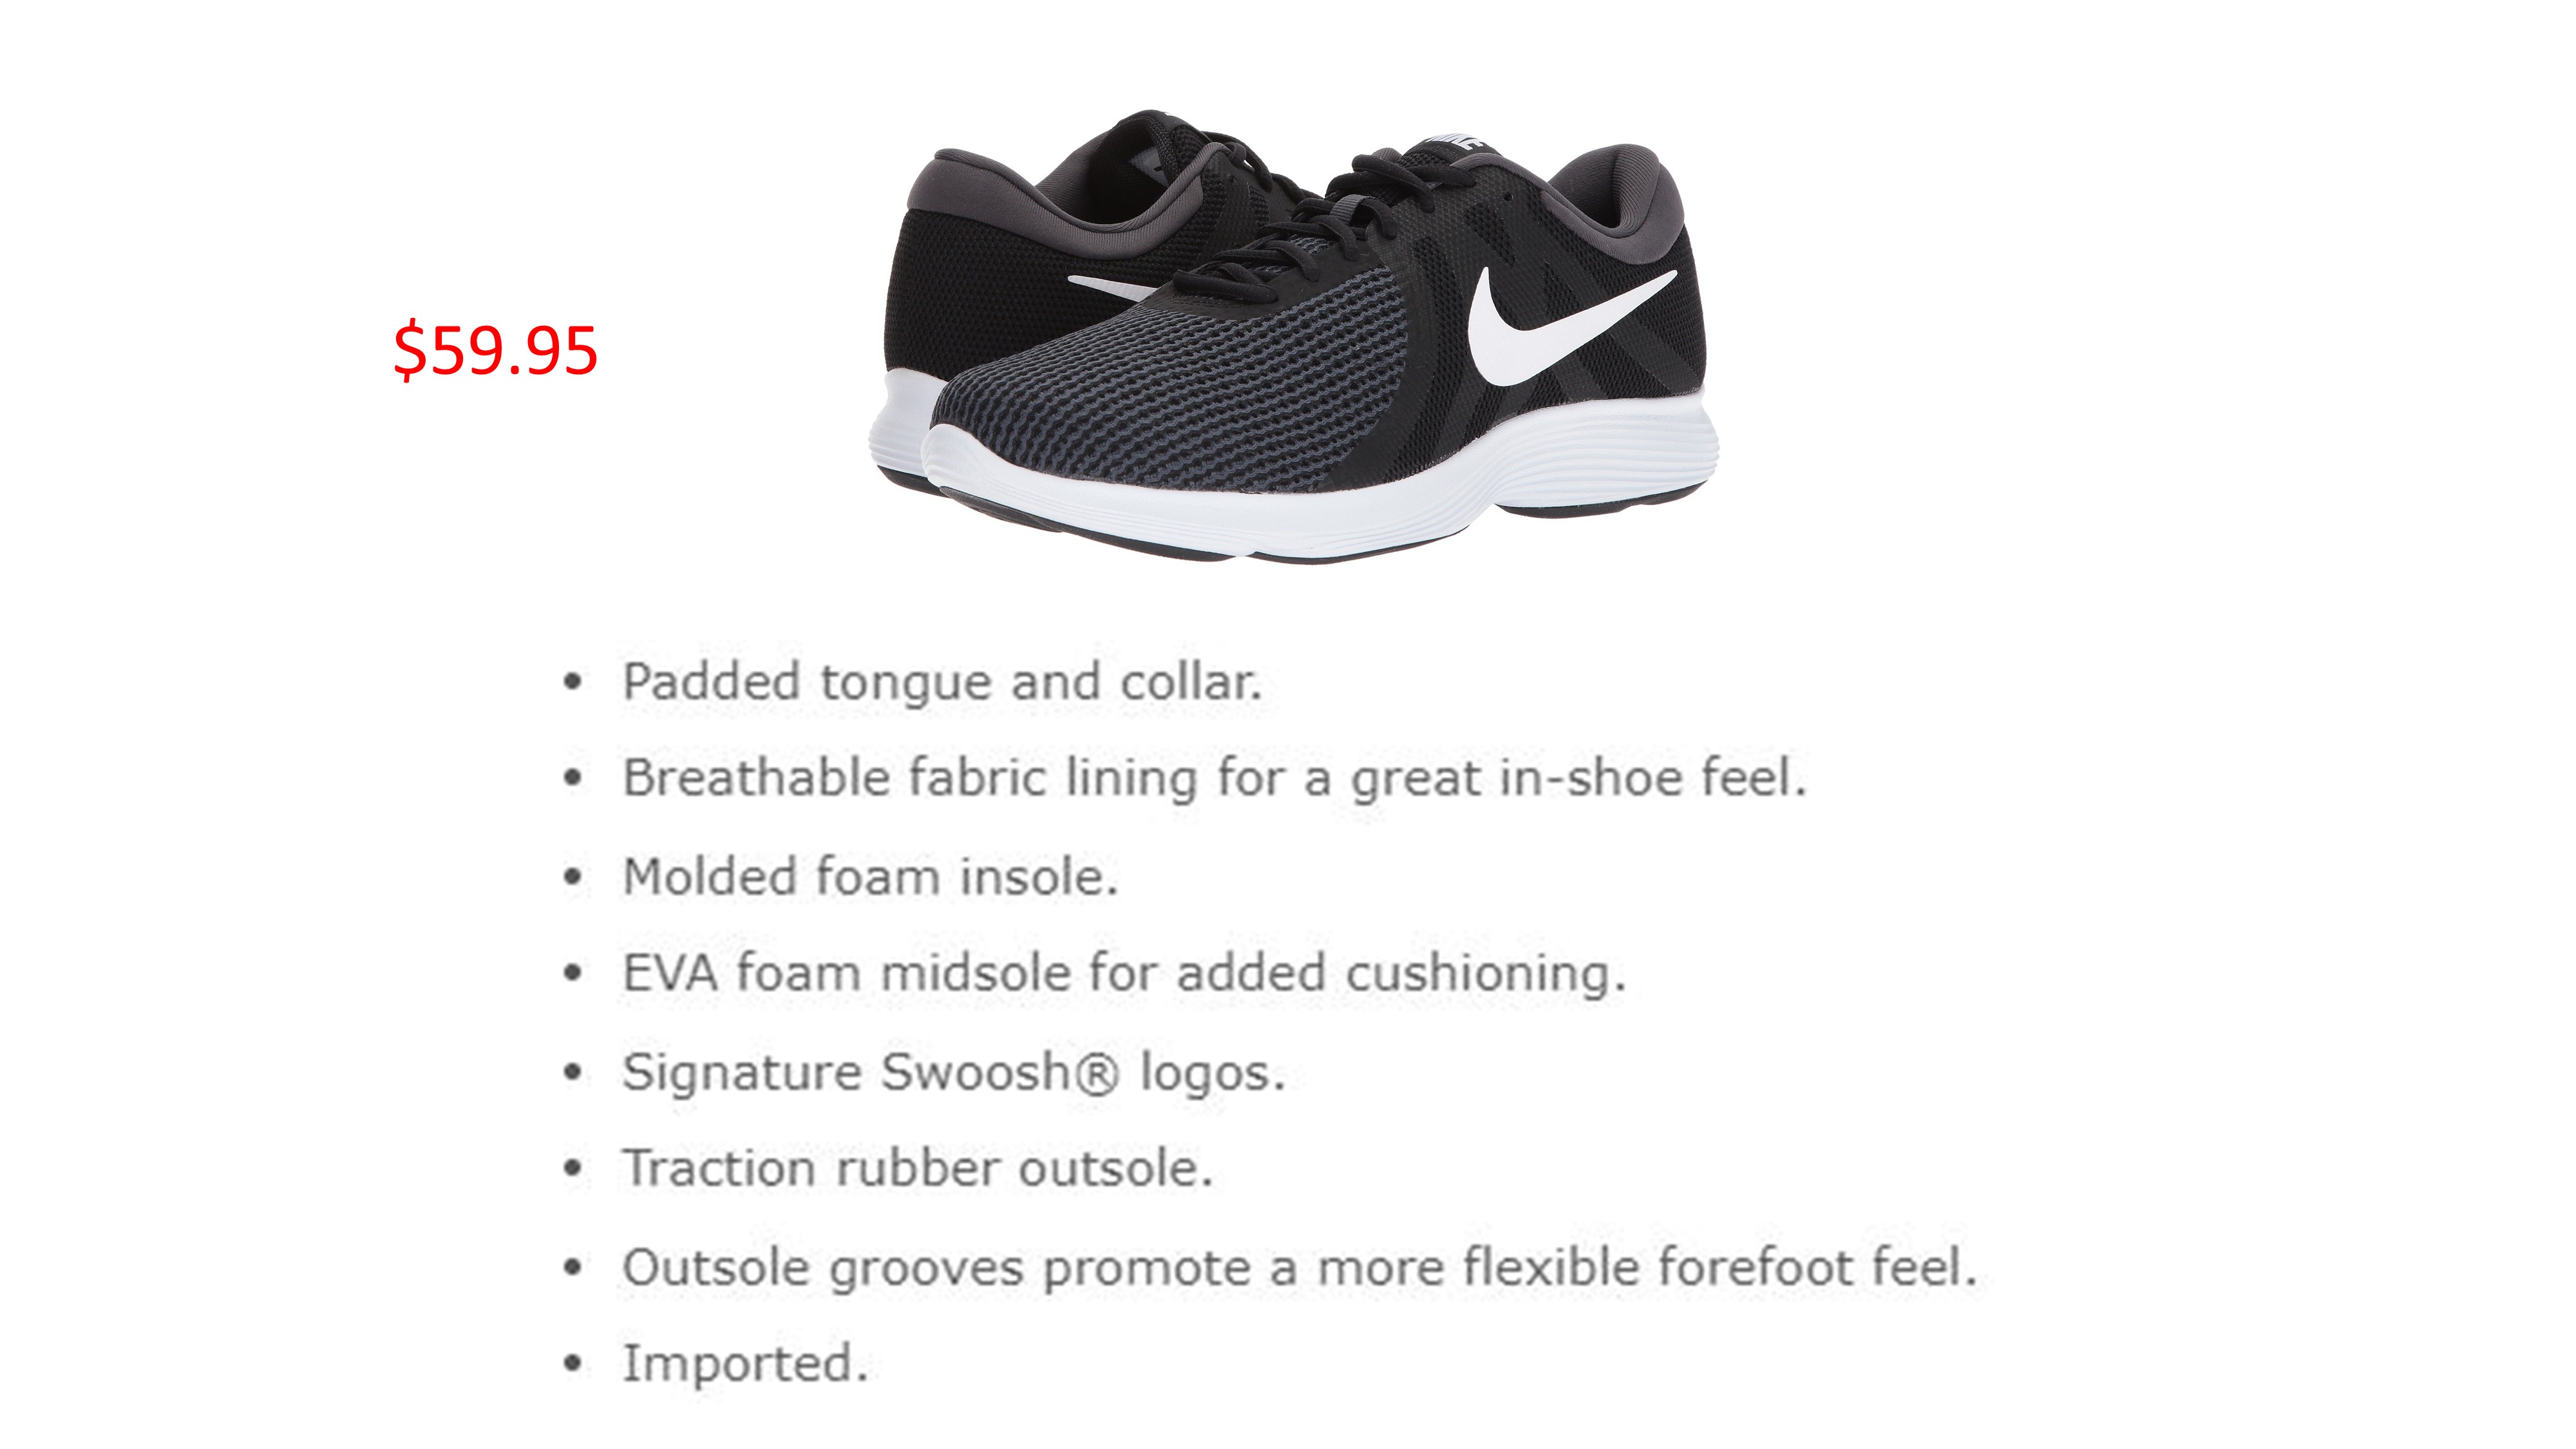 $59.95
• Padded tongue and collar.
• Breathable fabric lining for a great in-shoe feel.
• Molded foam insole.
• EVA foam midsole for added cushioning.
• Signature Swoosh® logos.
• Traction rubber outsole.
• Outsole grooves promote a more flexible forefoot feel.
• Imported.